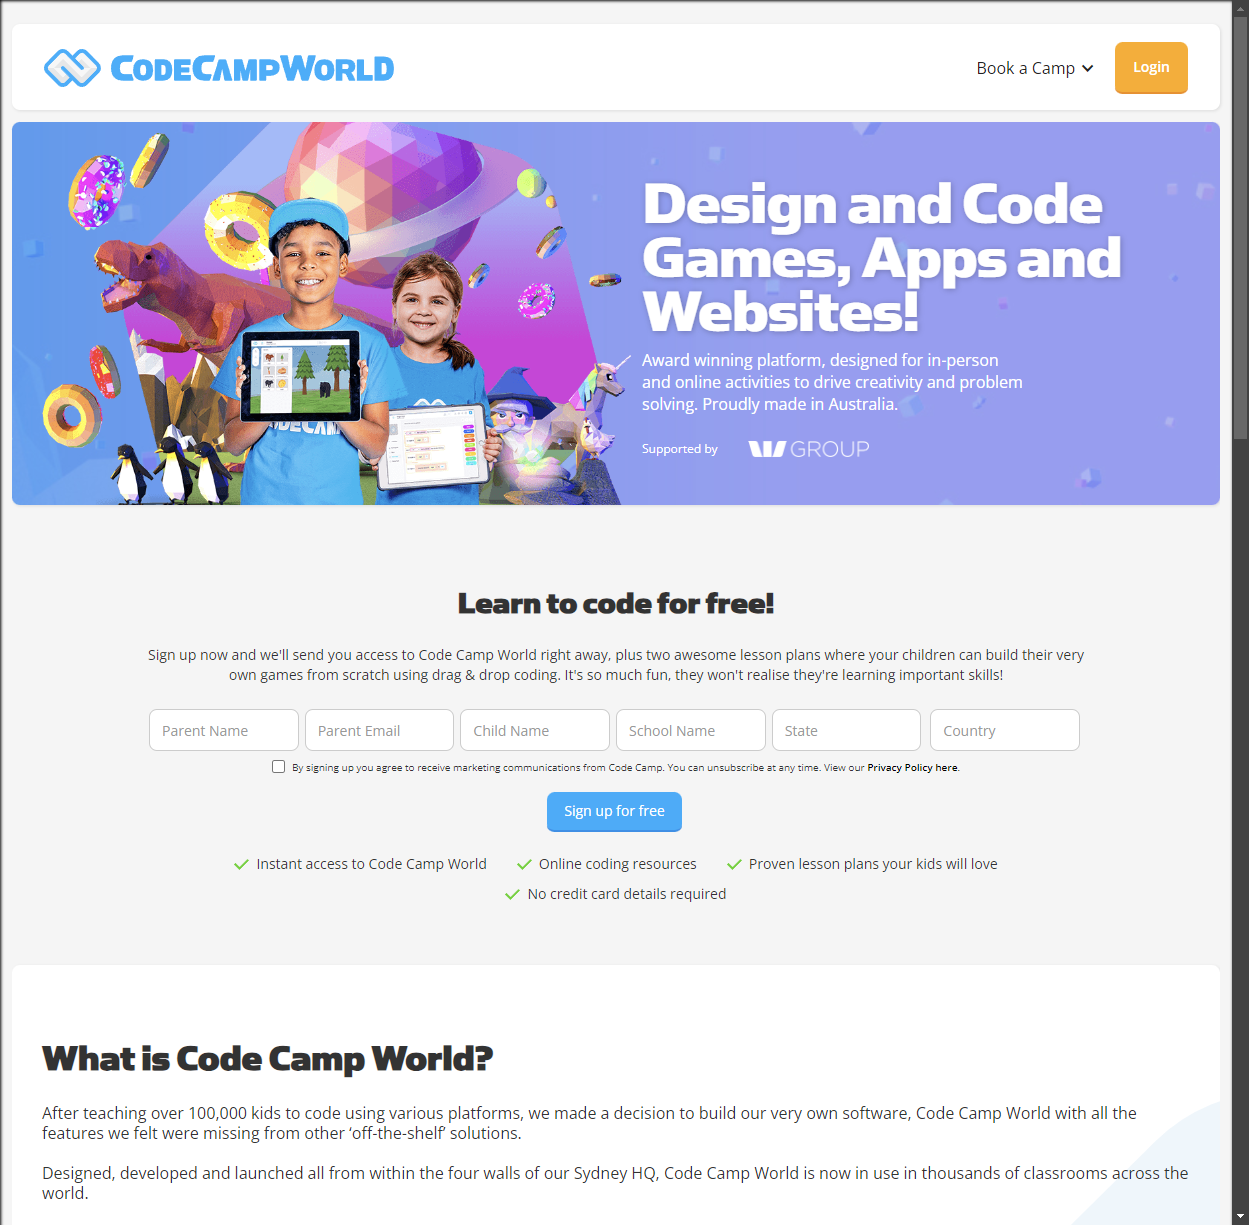 CODECAMPWORLD
Book a Camp
Login
Design and Code
Games, Apps and
Websites!
Award winning platform, designed for in-person
and online activities to drive creativity and problem
solving. Proudly made in Australia.
Supported by
GROUP
Learn to code for free!
Sign up now and we'll send you access to Code Camp World right away, plus two awesome lesson plans where your children can build their very
own games from scratch using drag & drop coding. It's so much fun, they won't realise they're learning important skills!
Parent Name
Parent Email
Child Name
School Name
State
Country
By signing up you agree to receive marketing communications from Code Camp. You can unsubscribe at any time. View our Privacy Policy here.
Sign up for free
Instant access to Code Camp World
Online coding resources
Proven lesson plans your kids will love
No credit card details required
What is Code Camp World?
After teaching over 100,000 kids to code using various platforms, we made a decision to build our very own software, Code Camp World with all the
features we felt were missing from other ‘off-the-shelf’ solutions.
Designed, developed and launched all from within the four walls of our Sydney HQ, Code Camp World is now in use in thousands of classrooms across the
world.